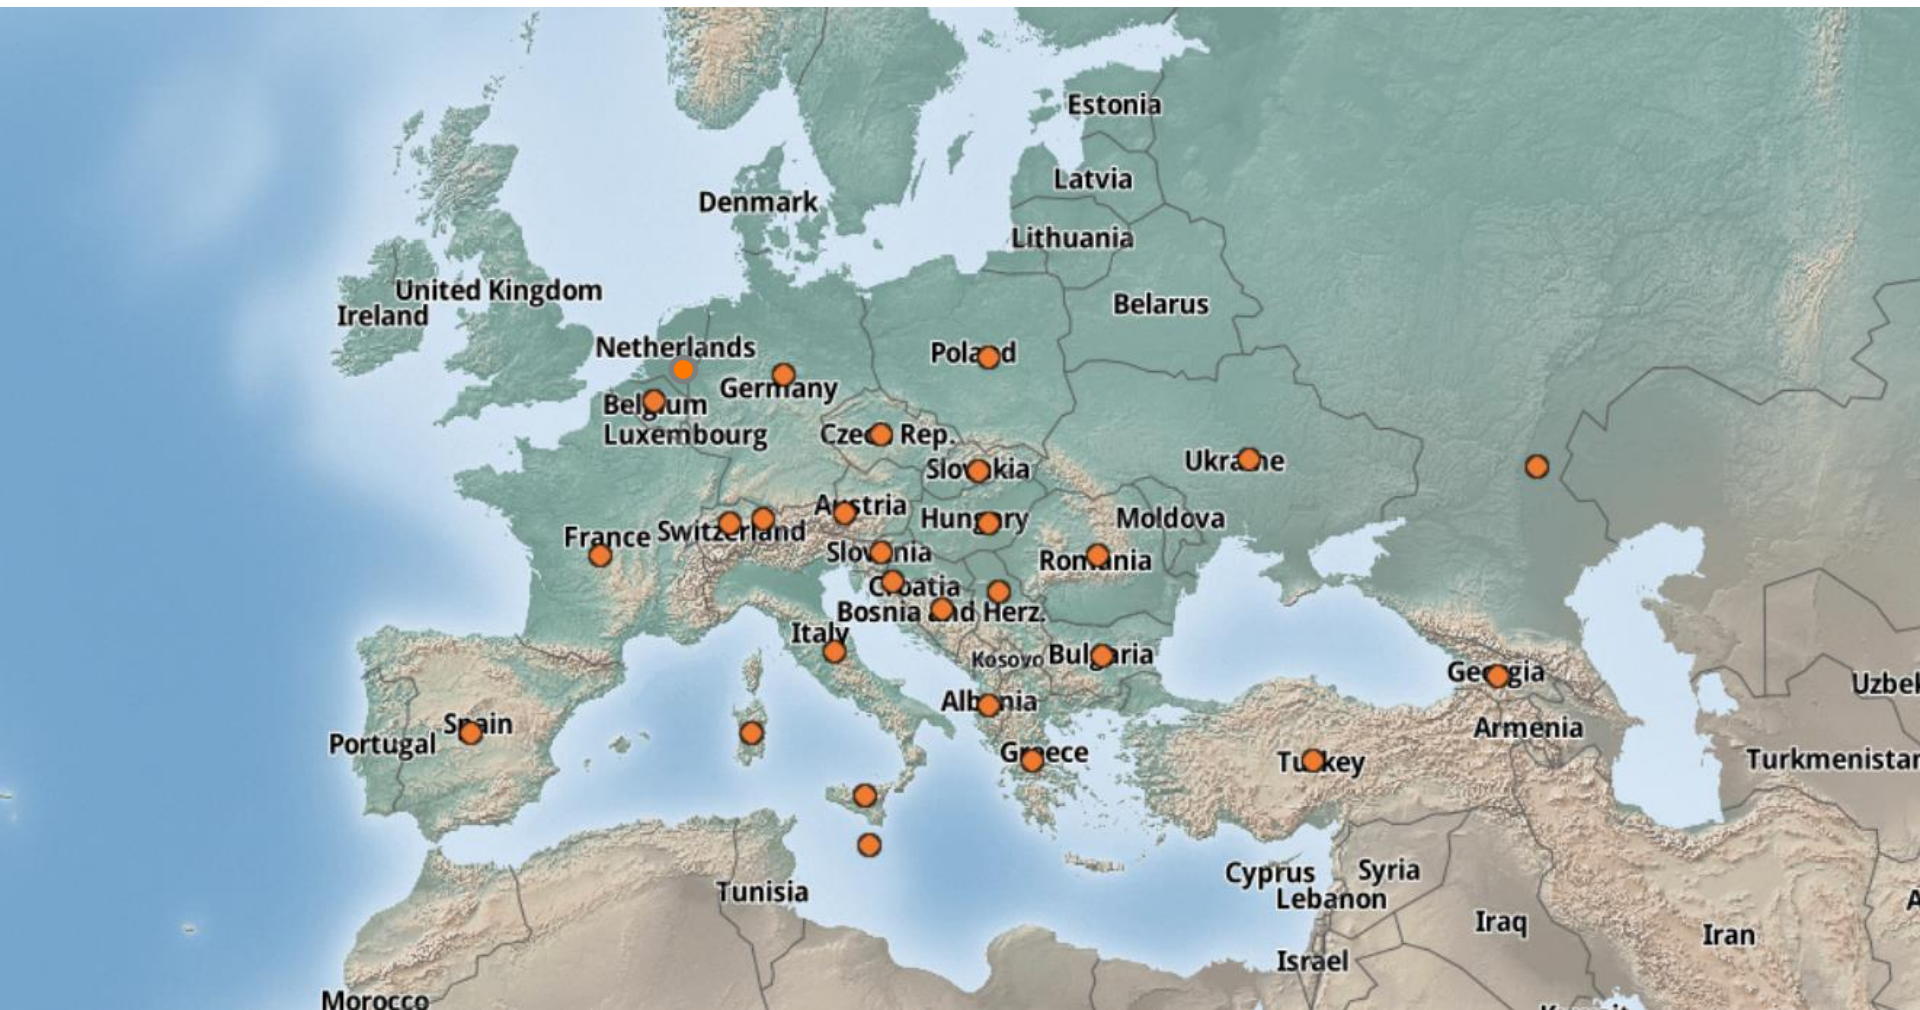 Estonia
Latvia
Denmark
Lithuania
United Kingdom
Belarus
Ireland
Netherlands
Poland
Germany
Belgium
Luxembourg
Czech Rep.
Ukraine
Slovakia
Austria
Hungary
Moldova
France
Switzerland
Slovenia
Romania
Croatia
Bosnia and Herz.
Italy
Kosovo
Bulgaria
Georgia
Uzbek
Albania
Spain
Armenia
Portugal
Greece
Turkey
Turkmenistan
Cyprus
Syria
Tunisia
Lebanon
Iraq
Iran
Israel
Morocco